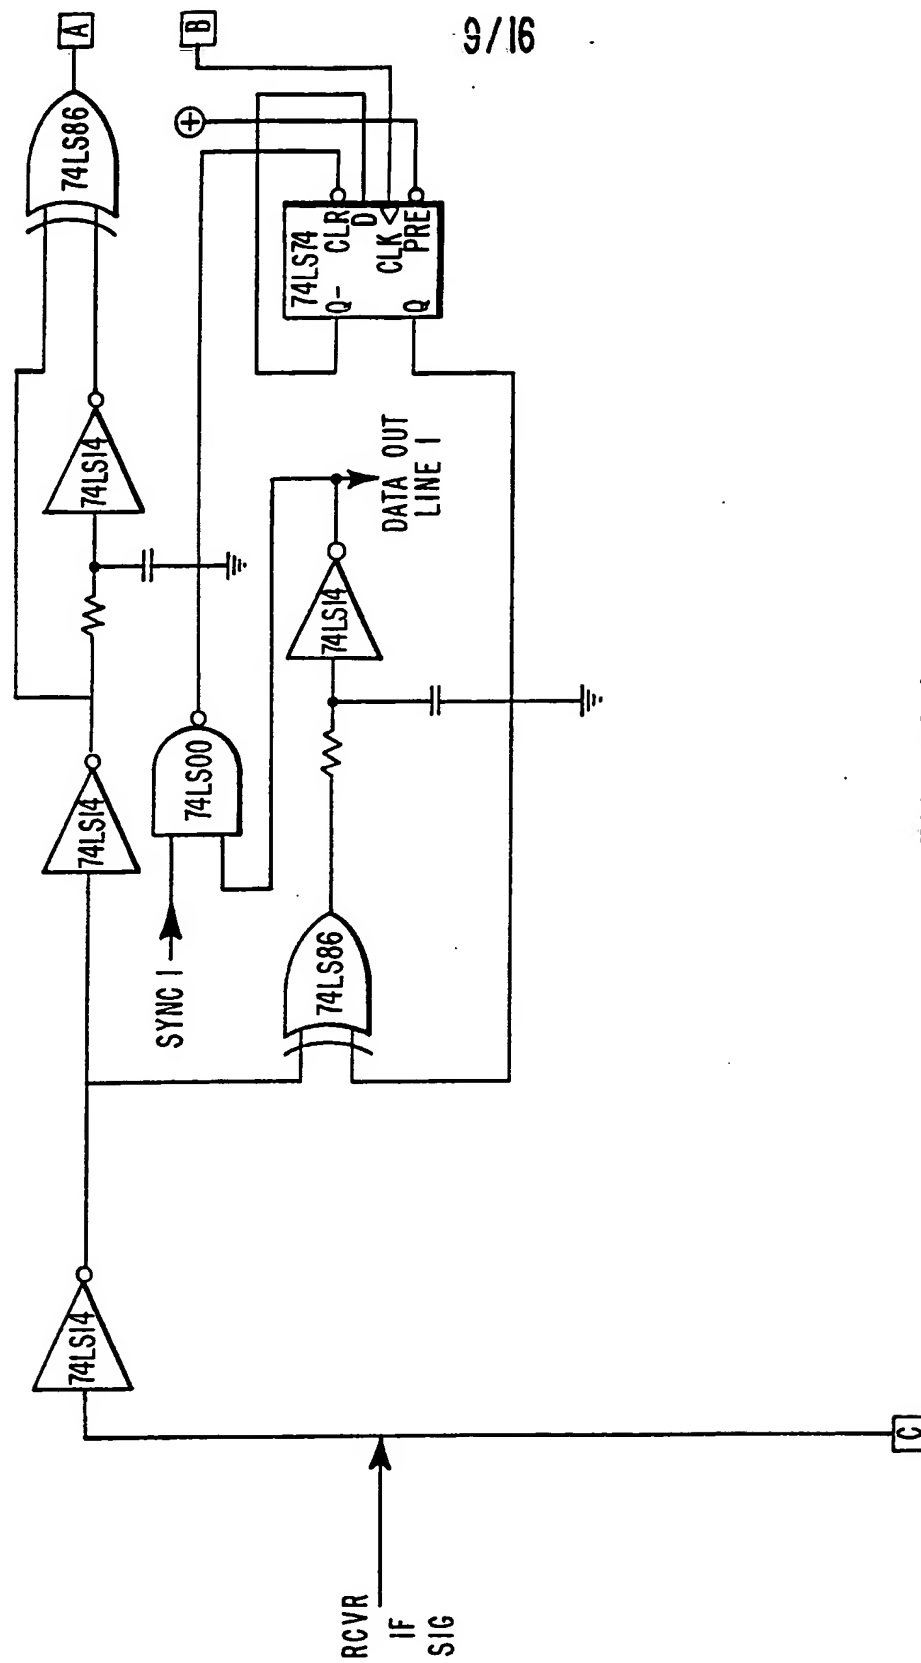 9/16
A
B
74LS86
74LS74
CLR
D
CLK
PRE
Q-
Q
74LS14
74LS14
DATA OUT
LINE 1
74LS14
74LS00
SYNC 1
74LS86
74LS14
RCVR
IF
SIG
C